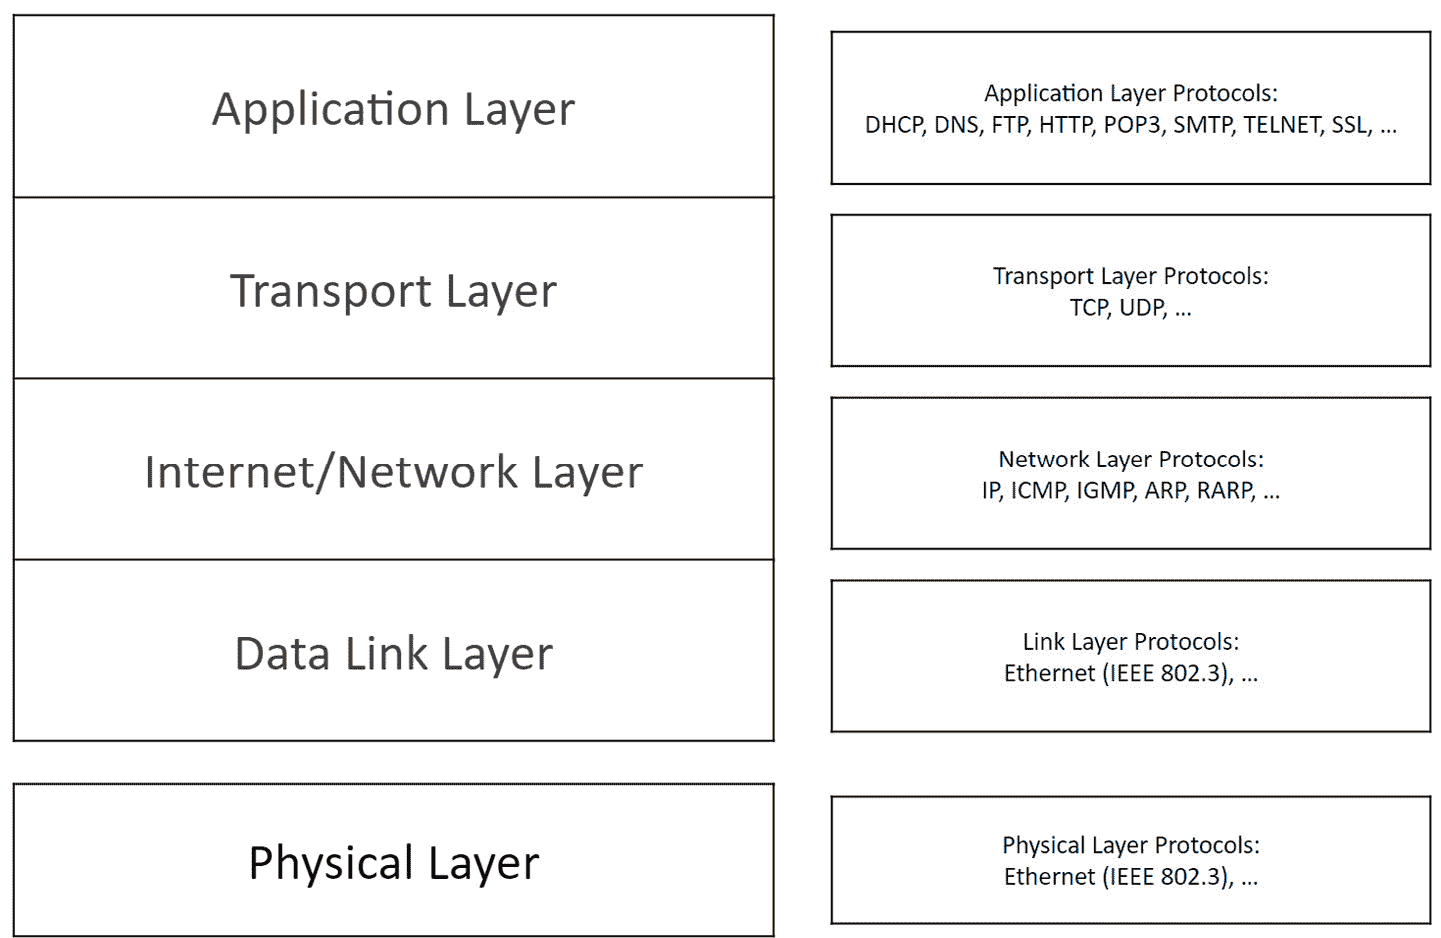 Application Layer
Application Layer Protocols:
DHCP, DNS, FTP, HTTP, POP3, SMTP, TELNET, SSL, ...
Transport Layer
Transport Layer Protocols:
TCP, UDP, ...
Internet/Network Layer
Network Layer Protocols:
IP, ICMP, IGMP, ARP, RARP, ...
Data Link Layer
Link Layer Protocols:
Ethernet (IEEE 802.3), ...
Physical Layer
Physical Layer Protocols:
Ethernet (IEEE 802.3), ...